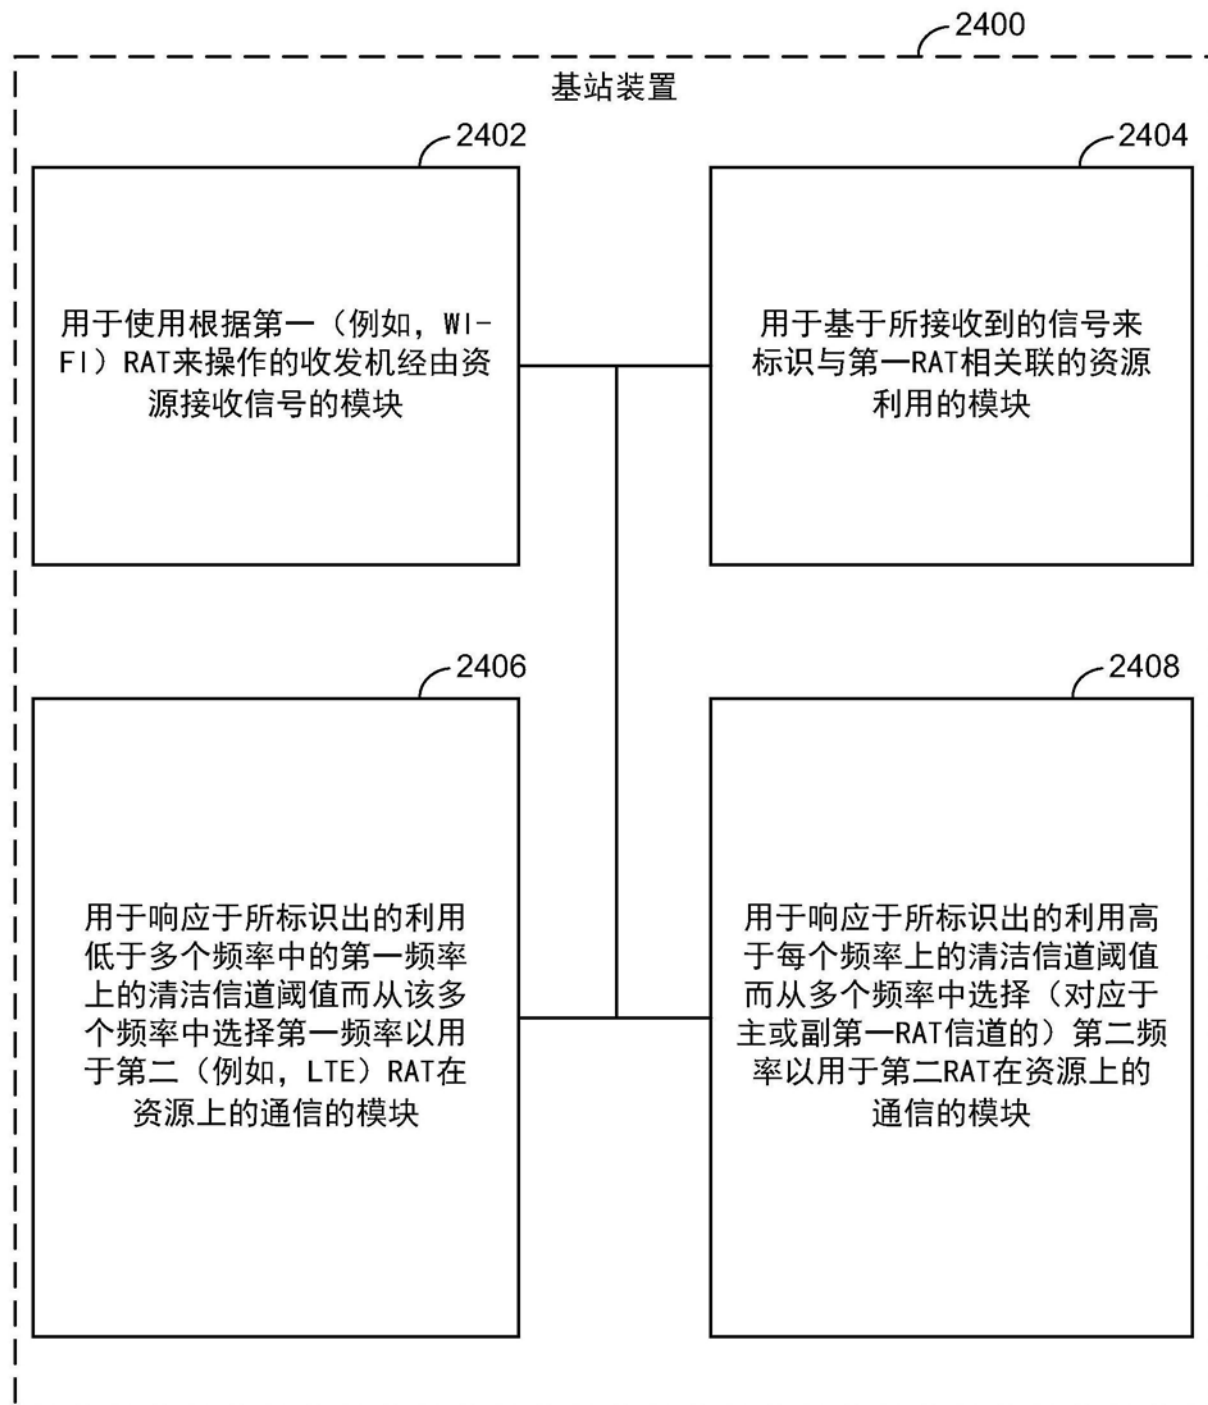 2400
基站装置
2402
用于使用根据第一（例如，WI-
FI）RAT来操作的收发机经由资
源接收信号的模块
2404
用于基于所接收到的信号来
标识与第一RAT相关联的资源
利用的模块
2406
用于响应于所标识出的利用
低于多个频率中的第一频率
上的清洁信道阈值而从该多
个频率中选择第一频率以用
于第二（例如，LTE）RAT在
资源上的通信的模块
2408
用于响应于所标识出的利用高
于每个频率上的清洁信道阈值
而从多个频率中选择（对应于
主或副第一RAT信道的）第二频
率以用于第二RAT在资源上的
通信的模块